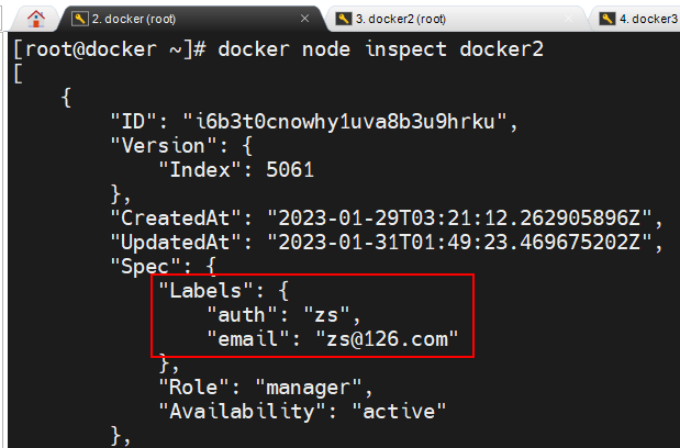 2. docker (root)
3. docker2 (root)
4. docker3
[root@docker ~]# docker node inspect docker2
[
    {
        "ID": "i6b3t0cnowhy1uva8b3u9hrku",
        "Version": {
            "Index": 5061
        },
        "CreatedAt": "2023-01-29T03:21:12.262905896Z",
        "UpdatedAt": "2023-01-31T01:49:23.469675202Z",
        "Spec": {
            "Labels": {
                "auth": "zs",
                "email": "zs@126.com"
            },
            "Role": "manager",
            "Availability": "active"
        },